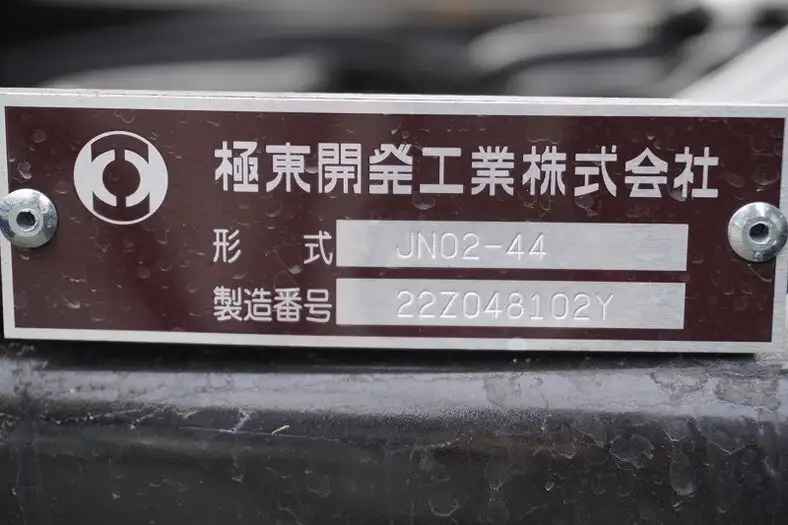 極東開発工業株式会社
形 式 JN02-44
製造番号 22Z048102Y